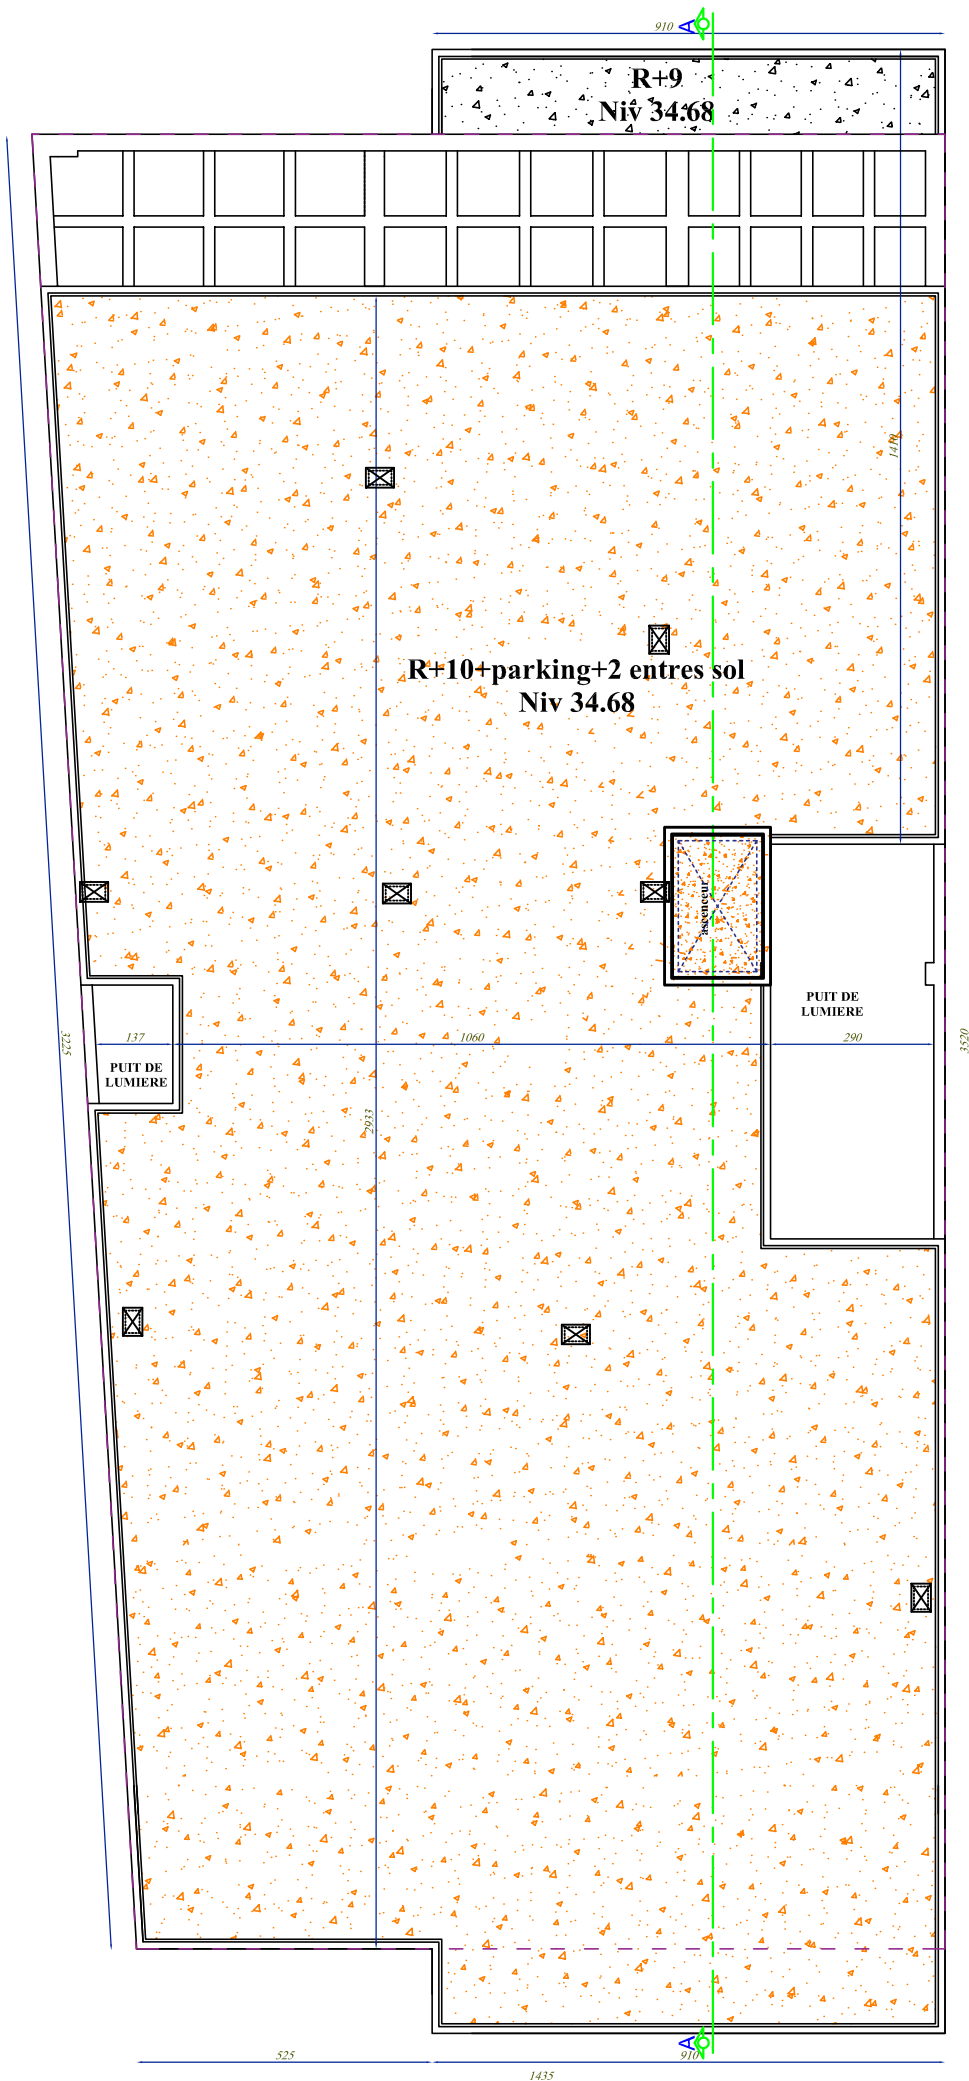 910
A
R+9
Niv 34.68
1410
R+10+parking+2 entres sol
Niv 34.68
ascenceur
PUIT DE
LUMIERE
3225
137
1060
290
3520
PUIT DE
LUMIERE
2933
A
525
910
1435